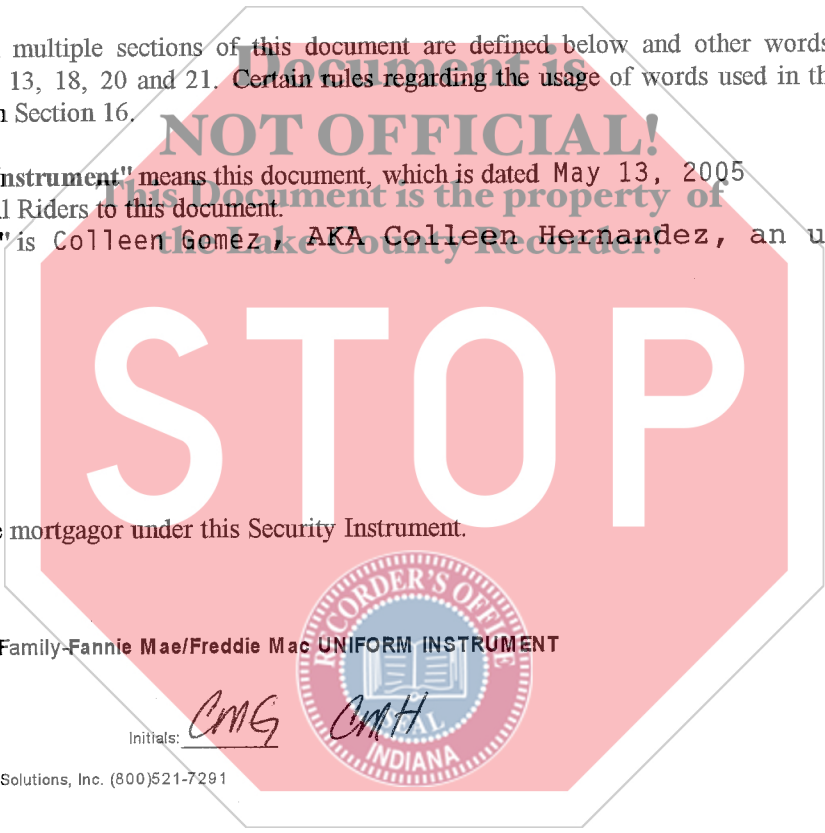 multiple sections of this document are defined below and other words
Document is
13, 18, 20 and 21. Certain rules regarding the usage of words used in th
n Section 16.
NOT OFFICIAL!
nstrument" means this document, which is dated May 13, 2005
This Document is the property of
l Riders to this document.
" is Colleen Gomez, AKA Colleen Hernandez, an u
the Lake County Recorder!
STOP
e mortgagor under this Security Instrument.
RECORDER'S OFFICE
Family-Fannie Mae/Freddie Mac UNIFORM INSTRUMENT
SEAL
Initials: CMG CMH
INDIANA
Solutions, Inc. (800)521-7291